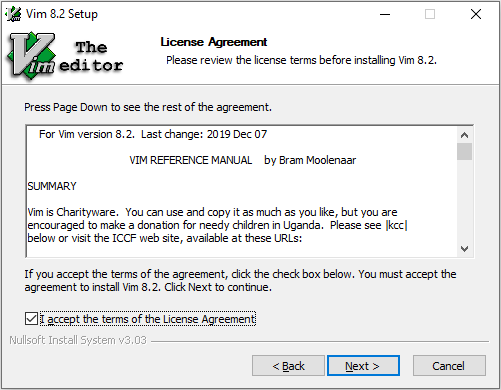 Vim 8.2 Setup
The
Vim
editor
License Agreement
Please review the license terms before installing Vim 8.2.
Press Page Down to see the rest of the agreement.
For Vim version 8.2.  Last change: 2019 Dec 07
VIM REFERENCE MANUAL    by Bram Moolenaar
SUMMARY
Vim is Charityware.  You can use and copy it as much as you like, but you are
encouraged to make a donation for needy children in Uganda.  Please see |kcc|
below or visit the ICCF web site, available at these URLs:
If you accept the terms of the agreement, click the check box below. You must accept the
agreement to install Vim 8.2. Click Next to continue.
I accept the terms of the License Agreement
Nullsoft Install System v3.03
< Back
Next >
Cancel